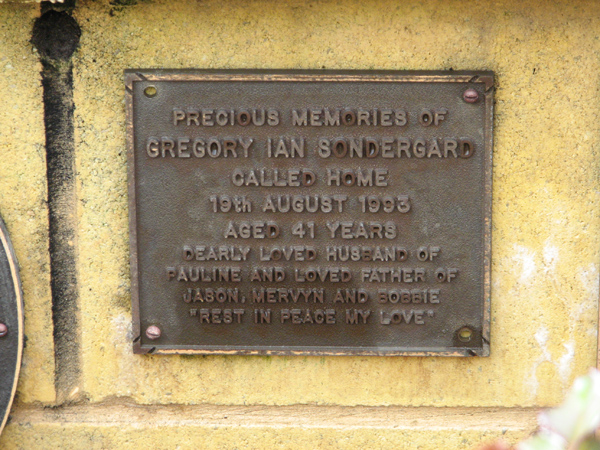 PRECIOUS MEMORIES OF
GREGORY IAN SONDERGARD
CALLED HOME
19th AUGUST 1993
AGED 41 YEARS
DEARLY LOVED HUSBAND OF
PAULINE AND LOVED FATHER OF
JASON, MERVYN AND BOBBIE
"REST IN PEACE MY LOVE"